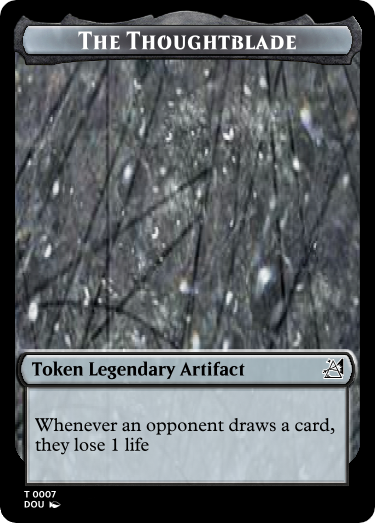 The Thoughtblade
Token Legendary Artifact
Whenever an opponent draws a card,
they lose 1 life
T 0007
DOU